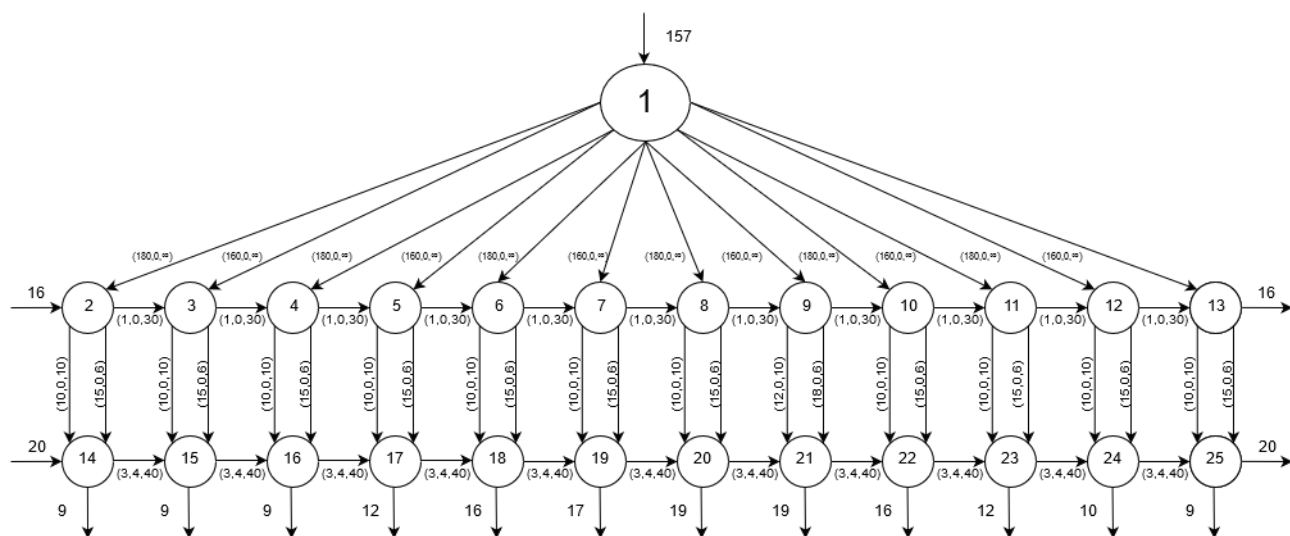 157
1
(180,0,∞) (160,0,∞) (180,0,∞) (160,0,∞) (180,0,∞) (160,0,∞) (180,0,∞) (160,0,∞) (180,0,∞) (160,0,∞) (180,0,∞) (160,0,∞)
16 2 3 4 5 6 7 8 9 10 11 12 13 16
(1,0,30) (1,0,30) (1,0,30) (1,0,30) (1,0,30) (1,0,30) (1,0,30) (1,0,30) (1,0,30) (1,0,30) (1,0,30)
(10,0,10) (15,0,6) (10,0,10) (15,0,6) (10,0,10) (15,0,6) (10,0,10) (15,0,6) (10,0,10) (15,0,6) (10,0,10) (15,0,6) (10,0,10) (15,0,6) (12,0,10) (18,0,6) (10,0,10) (15,0,6) (10,0,10) (15,0,6) (10,0,10) (15,0,6) (10,0,10) (15,0,6)
20 14 15 16 17 18 19 20 21 22 23 24 25 20
(3,4,40) (3,4,40) (3,4,40) (3,4,40) (3,4,40) (3,4,40) (3,4,40) (3,4,40) (3,4,40) (3,4,40) (3,4,40)
9 9 9 12 16 17 19 19 16 12 10 9